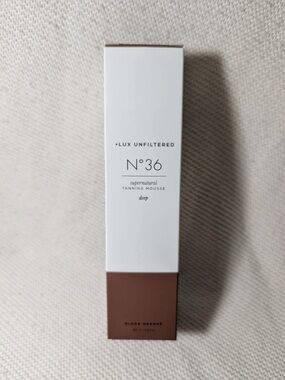 +LUX UNFILTERED
N°36
supernatural
TANNING MOUSSE
deep